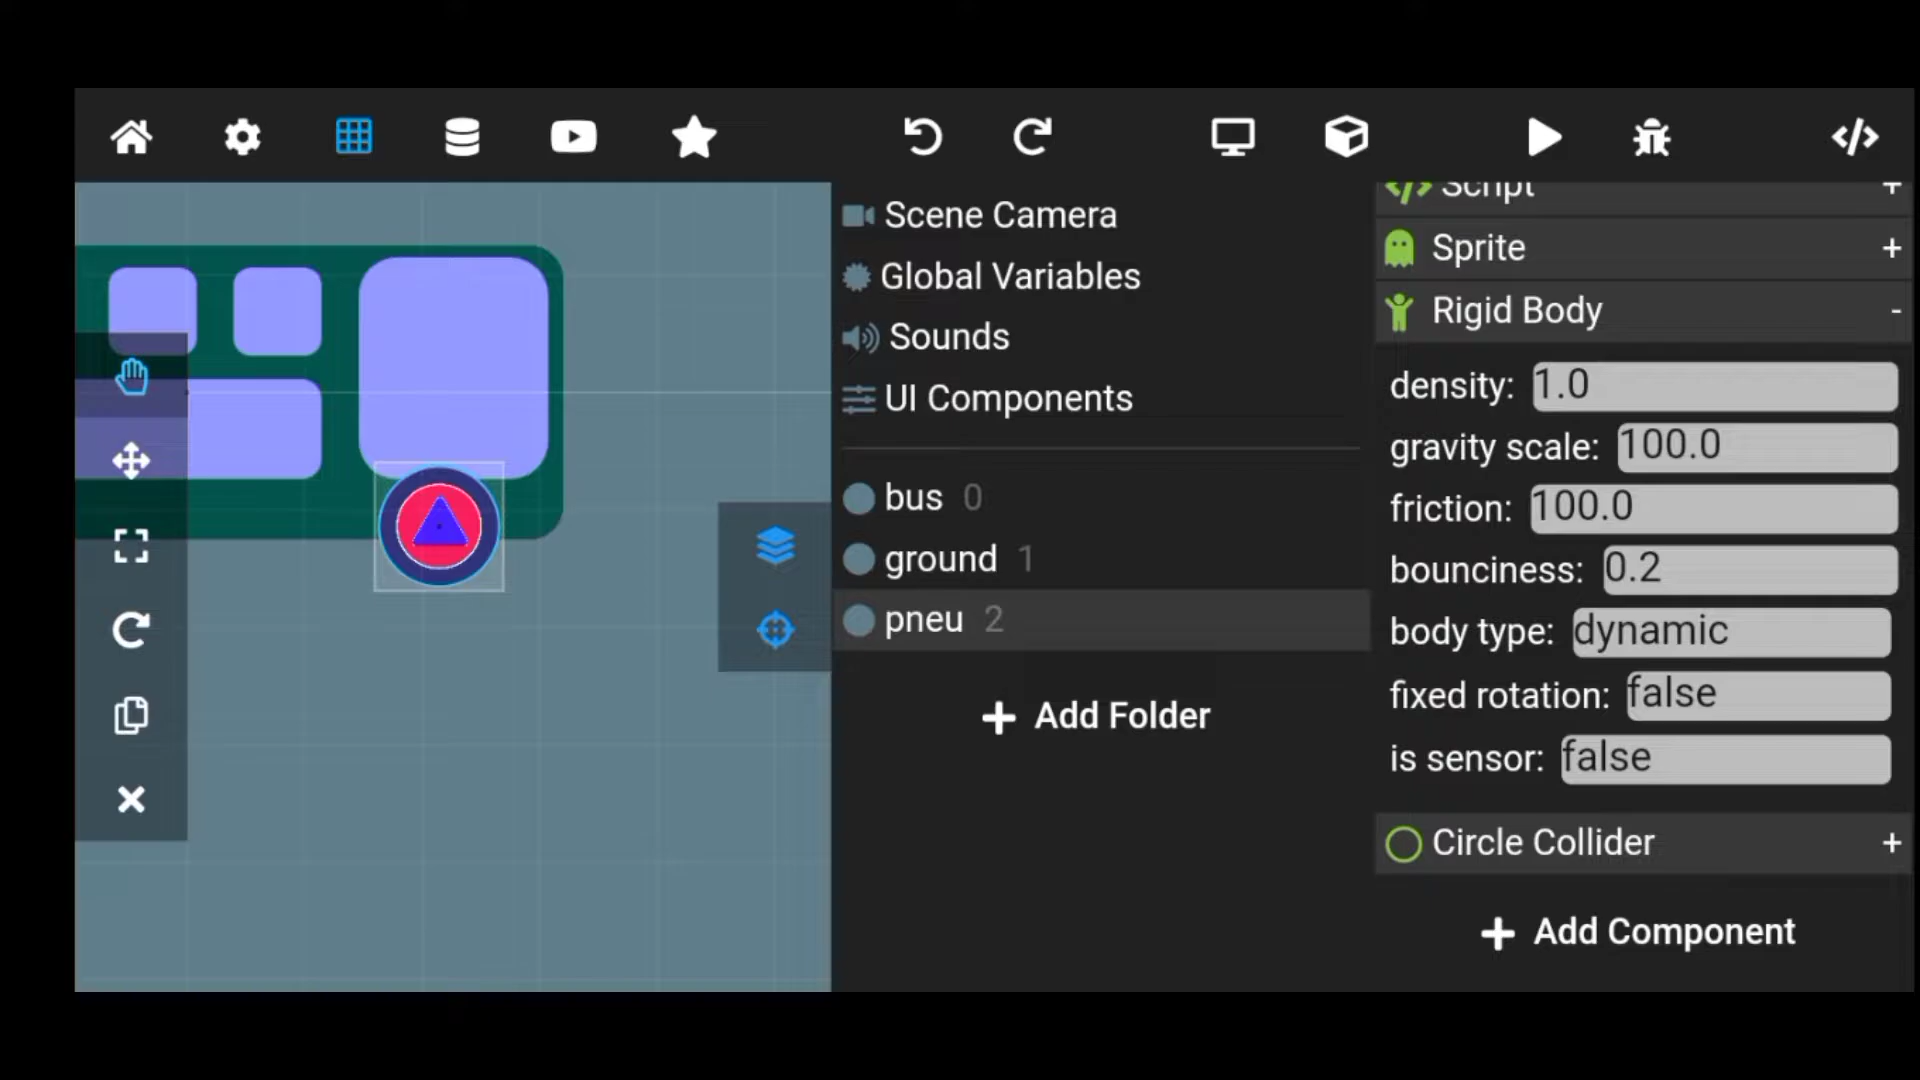 Scene Camera
Global Variables
Sounds
UI Components
bus 0
ground 1
pneu 2
Add Folder
Script +
Sprite +
Rigid Body -
density: 1.0
gravity scale: 100.0
friction: 100.0
bounciness: 0.2
body type: dynamic
fixed rotation: false
is sensor: false
Circle Collider +
Add Component